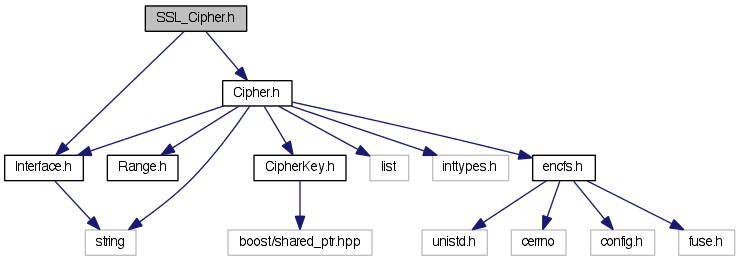 SSL_Cipher.h
Cipher.h
Interface.h
Range.h
CipherKey.h
list
inttypes.h
encfs.h
string
boost/shared_ptr.hpp
unistd.h
cerrno
config.h
fuse.h